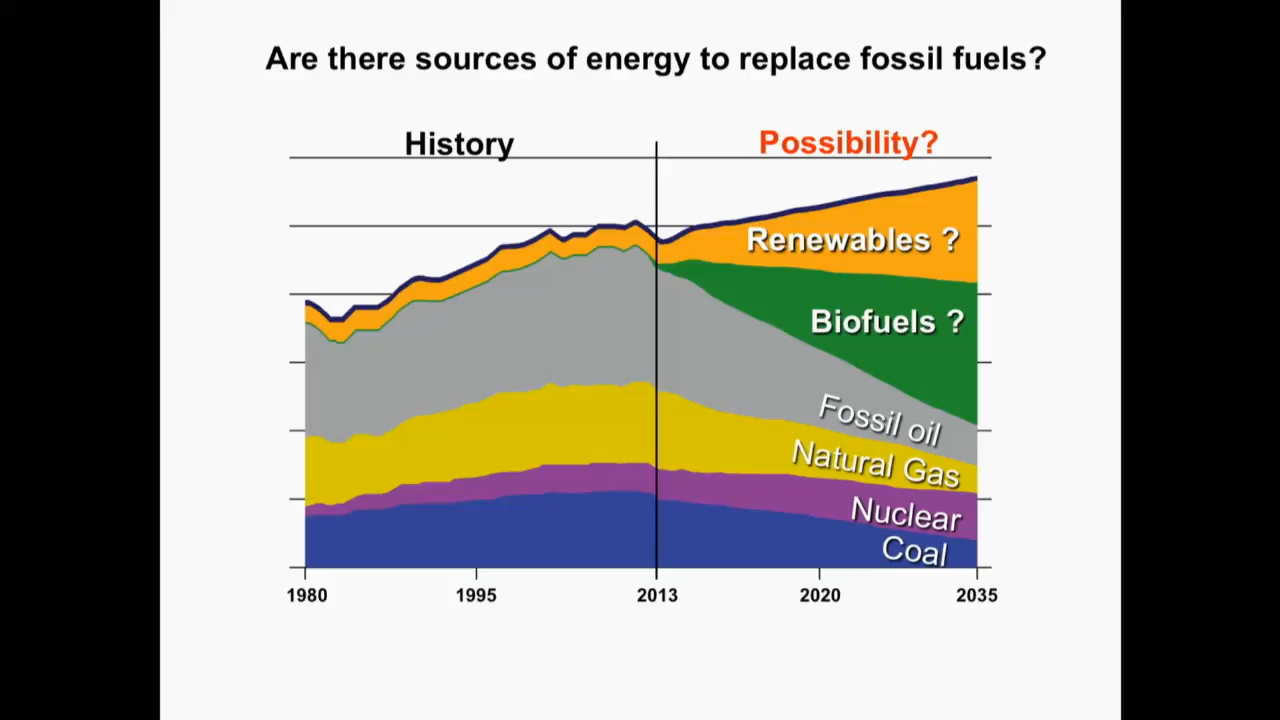 Are there sources of energy to replace fossil fuels?
History
Possibility?
Renewables ?
Biofuels ?
Fossil oil
Natural Gas
Nuclear
Coal
1980 1995 2013 2020 2035